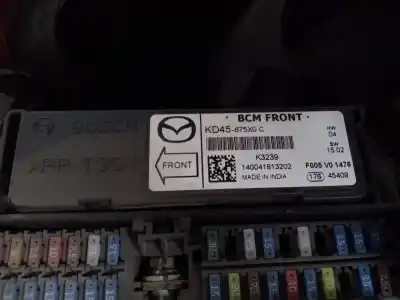 BCM FRONT
BOSCH
KD45-675X0 C
HW
04
SW
15.02
FRONT
K3239
140041813202
F005 V0 1476
MADE IN INDIA
176 45409